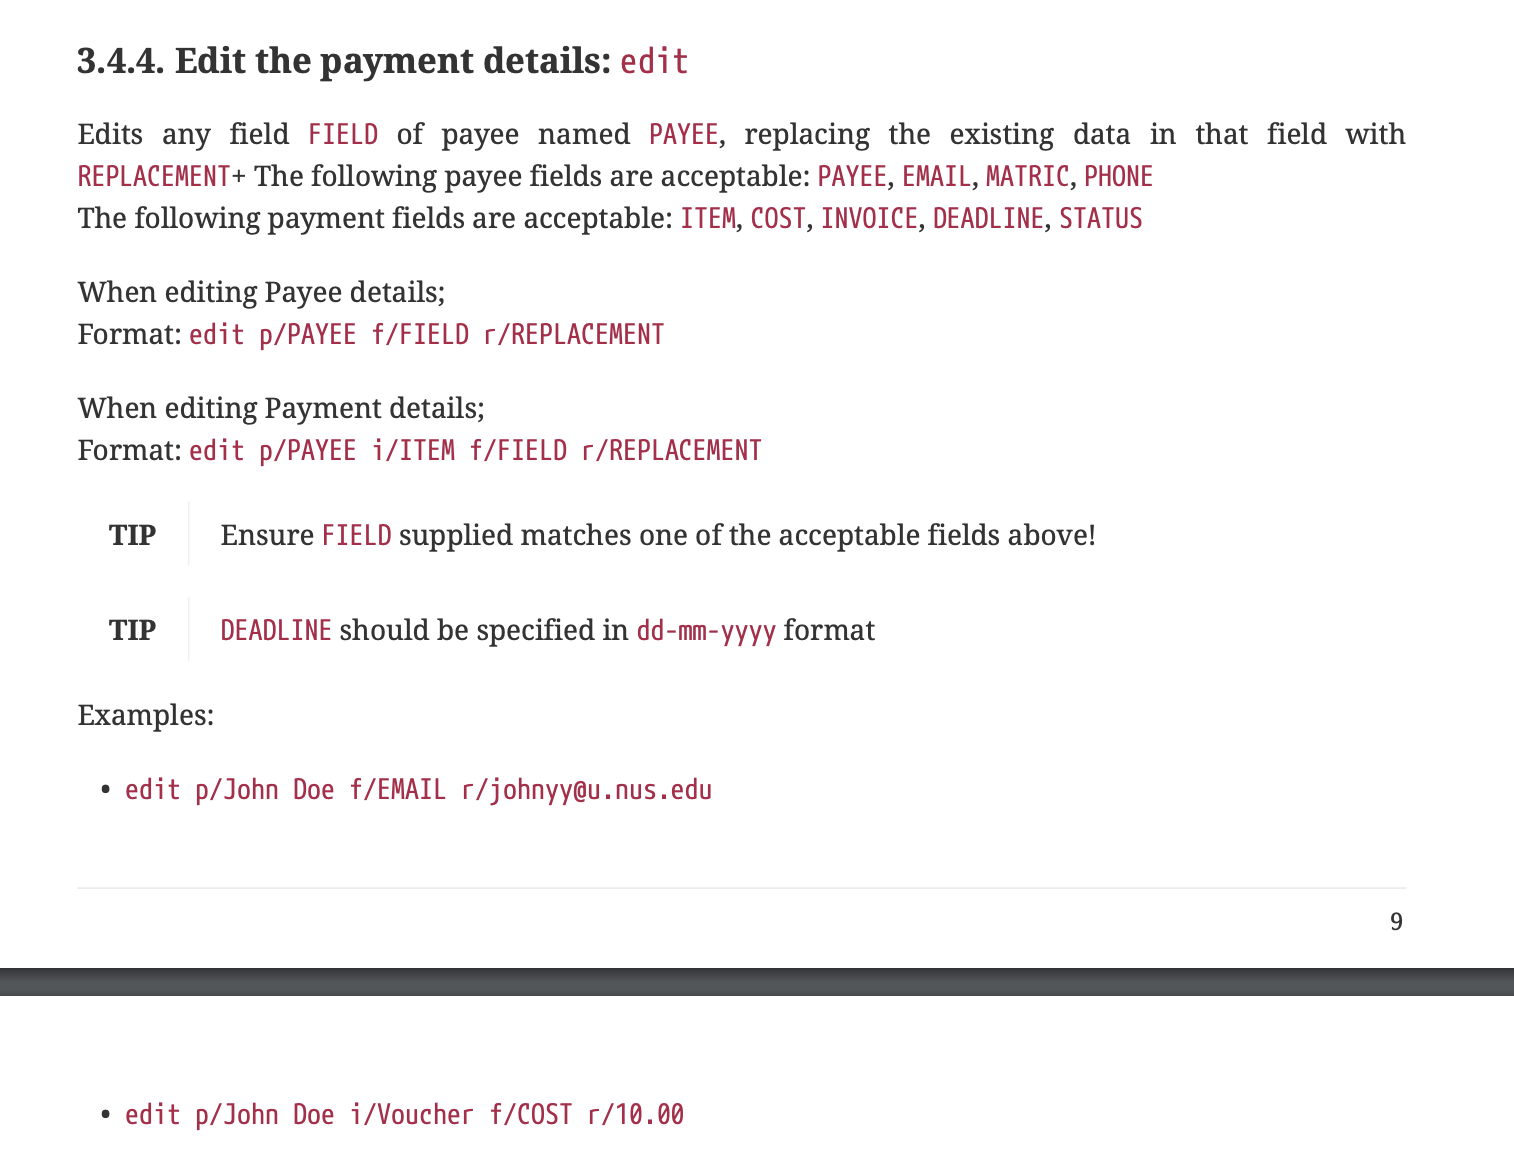 3.4.4. Edit the payment details: edit
Edits any field FIELD of payee named PAYEE, replacing the existing data in that field with
REPLACEMENT+ The following payee fields are acceptable: PAYEE, EMAIL, MATRIC, PHONE
The following payment fields are acceptable: ITEM, COST, INVOICE, DEADLINE, STATUS
When editing Payee details;
Format: edit p/PAYEE f/FIELD r/REPLACEMENT
When editing Payment details;
Format: edit p/PAYEE i/ITEM f/FIELD r/REPLACEMENT
TIP Ensure FIELD supplied matches one of the acceptable fields above!
TIP DEADLINE should be specified in dd-mm-yyyy format
Examples:
• edit p/John Doe f/EMAIL r/johnyy@u.nus.edu
9
• edit p/John Doe i/Voucher f/COST r/10.00